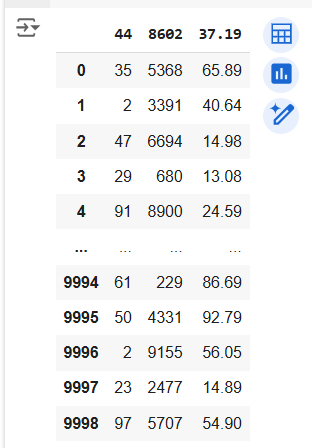 44 8602 37.19
0 35 5368 65.89
1 2 3391 40.64
2 47 6694 14.98
3 29 680 13.08
4 91 8900 24.59
... ... ... ...
9994 61 229 86.69
9995 50 4331 92.79
9996 2 9155 56.05
9997 23 2477 14.89
9998 97 5707 54.90